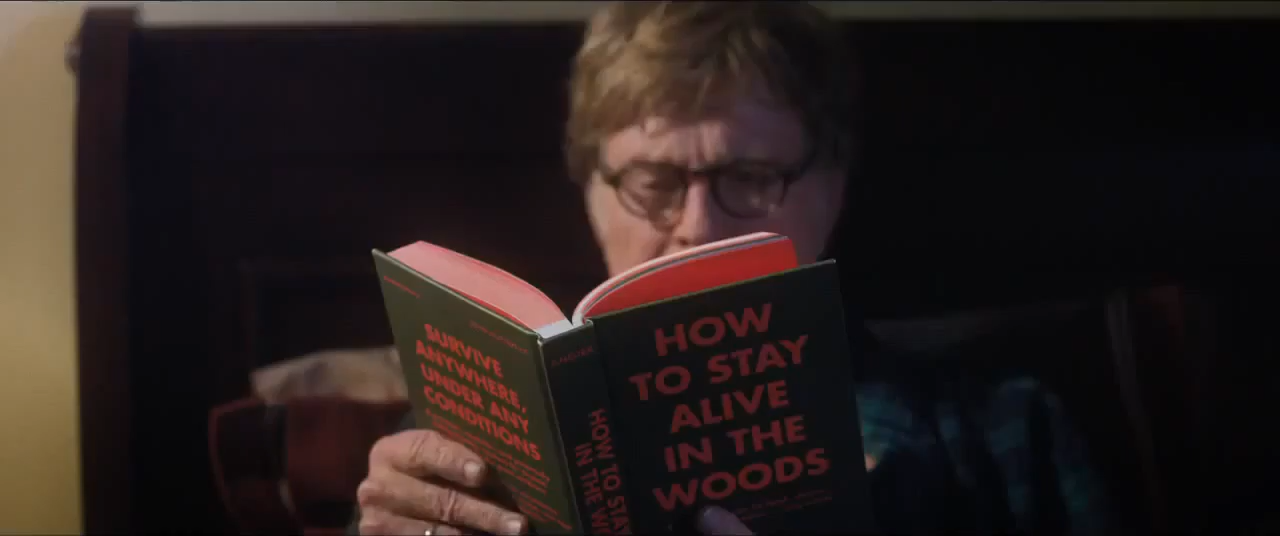 SURVIVE
ANYWHERE,
UNDER ANY
CONDITIONS
HOW TO STAY
IN THE W
HOW
TO STAY
ALIVE
IN THE
WOODS